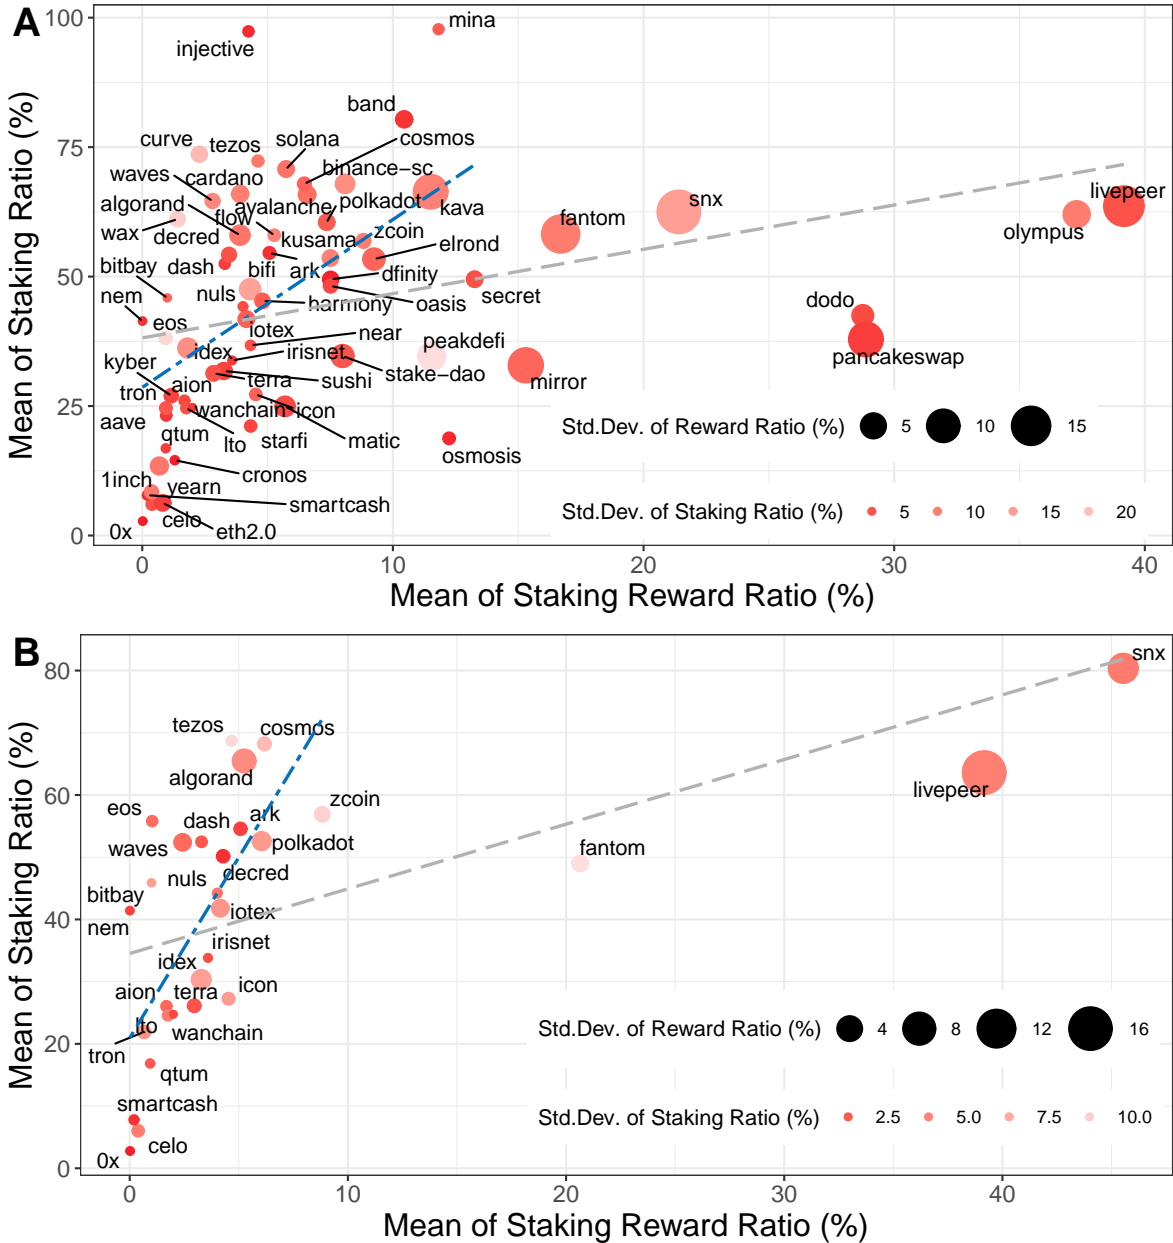 A
Mean of Staking Ratio (%)
100
75
50
25
0
mina
injective
band
cosmos
curve
tezos
solana
binance-sc
waves
cardano
algorand
avalanche
polkadot
kava
snx
livepeer
wax
flow
fantom
olympus
decred
kusama
zcoin
elrond
bitbay
dash
bifi
ark
dfinity
nem
nuls
harmony
oasis
secret
dodo
eos
iotex
near
peakdefi
pancakeswap
kyber
idex
irisnet
stake-dao
mirror
tron
aion
terra
sushi
aave
wanchain
icon
qtum
lto
starfi
matic
osmosis
1inch
yearn
cronos
smartcash
0x
celo
eth2.0
Std.Dev. of Reward Ratio (%) 5 10 15
Std.Dev. of Staking Ratio (%) 5 10 15 20
0 10 20 30 40
Mean of Staking Reward Ratio (%)
B
Mean of Staking Ratio (%)
80
60
40
20
0
snx
tezos
cosmos
algorand
livepeer
zcoin
eos
dash
ark
waves
polkadot
fantom
nuls
decred
bitbay
nem
iotex
irisnet
idex
aion
terra
icon
lto
wanchain
tron
qtum
smartcash
celo
0x
Std.Dev. of Reward Ratio (%) 4 8 12 16
Std.Dev. of Staking Ratio (%) 2.5 5.0 7.5 10.0
0 10 20 30 40
Mean of Staking Reward Ratio (%)